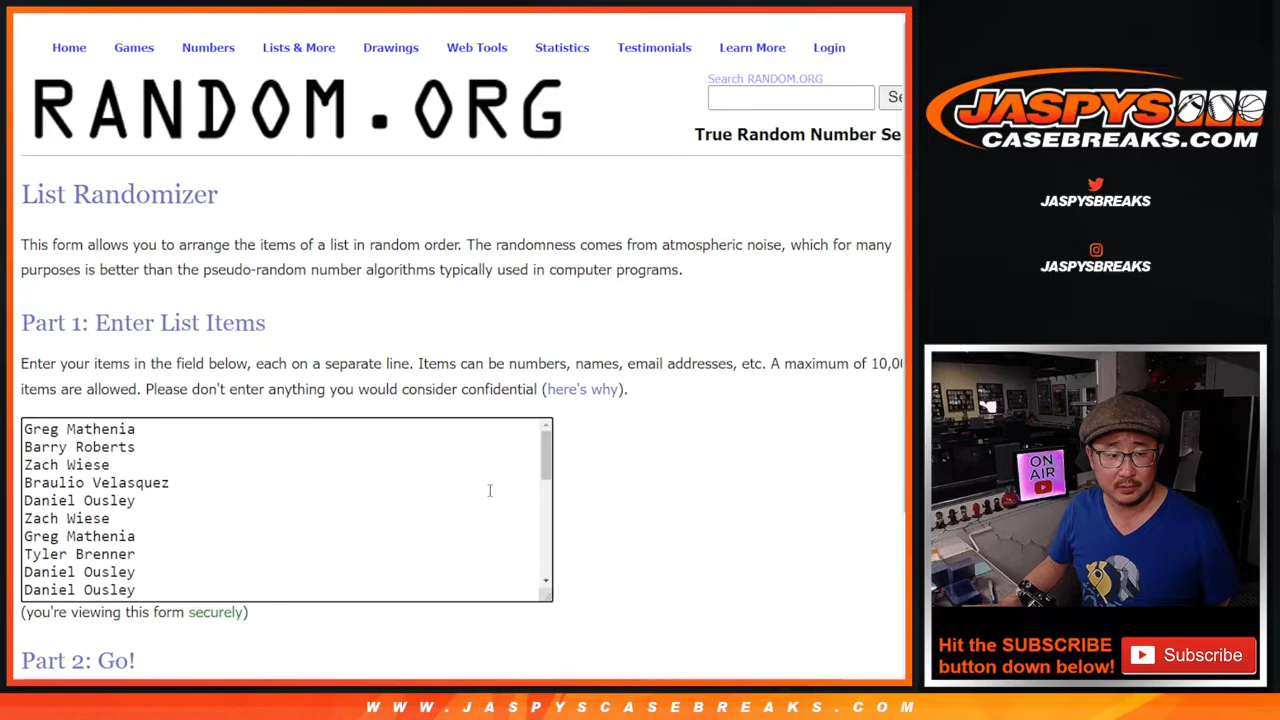 Home Games Numbers Lists & More Drawings Web Tools Statistics Testimonials Learn More Login
RANDOM.ORG
Search RANDOM.ORG
Se
True Random Number Se
List Randomizer
This form allows you to arrange the items of a list in random order. The randomness comes from atmospheric noise, which for many
purposes is better than the pseudo-random number algorithms typically used in computer programs.
Part 1: Enter List Items
Enter your items in the field below, each on a separate line. Items can be numbers, names, email addresses, etc. A maximum of 10,00
items are allowed. Please don't enter anything you would consider confidential (here's why).
Greg Mathenia
Barry Roberts
Zach Wiese
Braulio Velasquez
Daniel Ousley
Zach Wiese
Greg Mathenia
Tyler Brenner
Daniel Ousley
Daniel Ousley
(you're viewing this form securely)
Part 2: Go!
JASPYS
CASEBREAKS.COM
JASPYSBREAKS
JASPYSBREAKS
ON
AIR
Hit the SUBSCRIBE
button down below!
Subscribe
WWW.JASPYSCASEBREAKS.COM